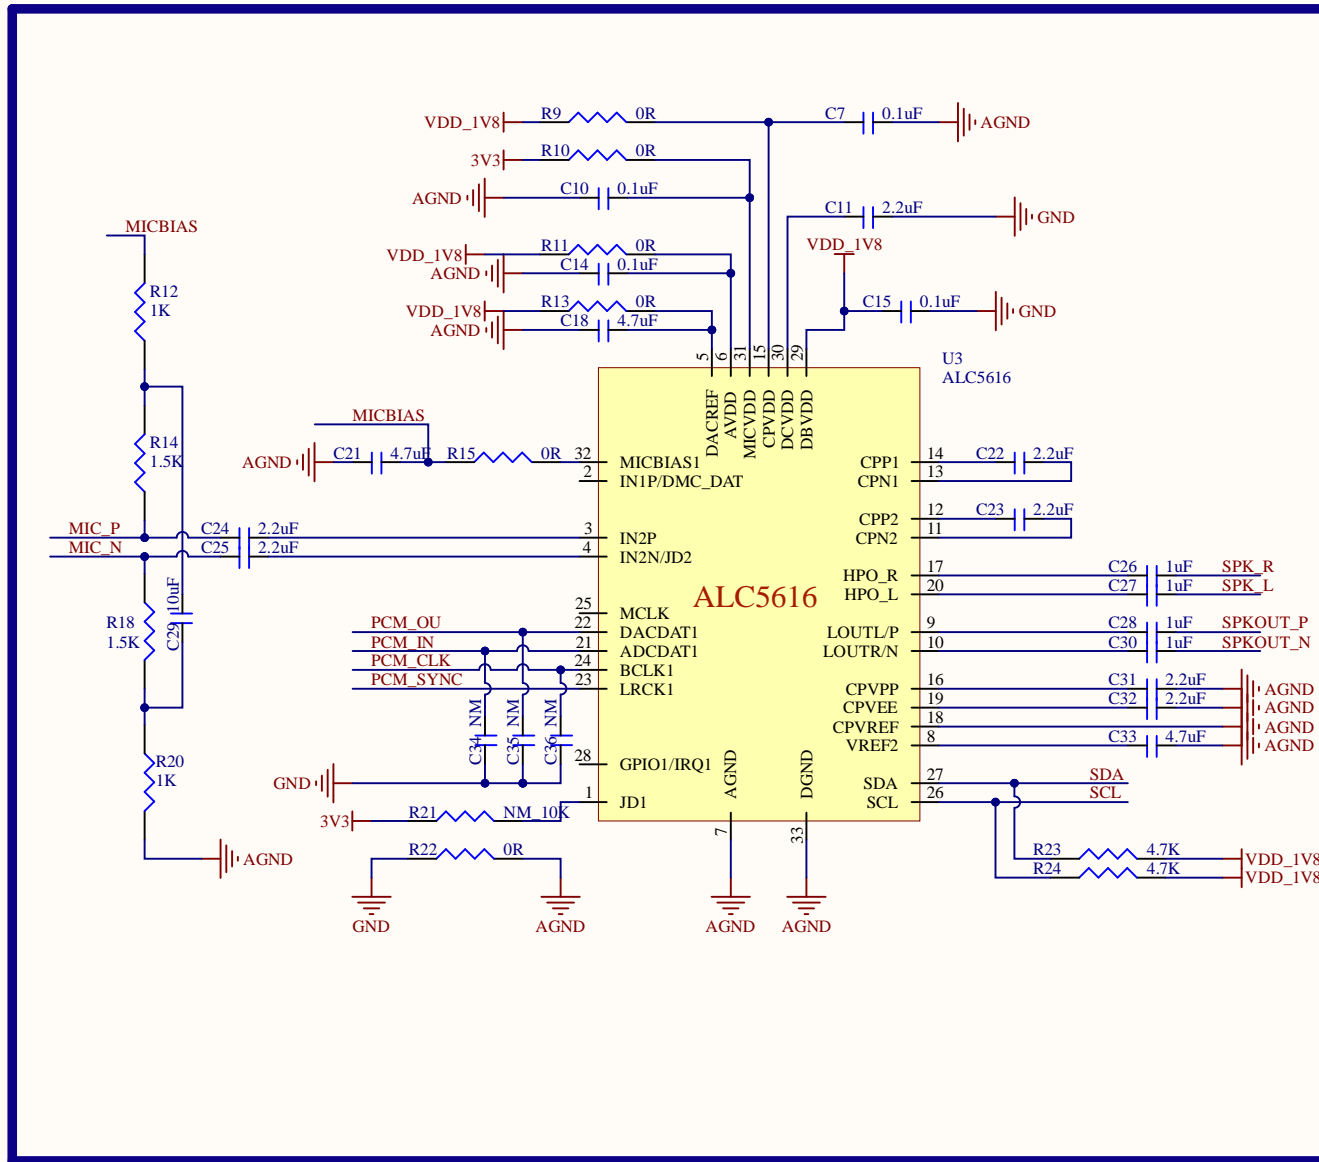 R9 0R C7 0.1uF
VDD_1V8 AGND
R10 0R
3V3
C10 0.1uF
AGND
C11 2.2uF
GND
MICBIAS
R11 0R VDD_1V8
VDD_1V8
C14 0.1uF
AGND
R12
1K
R13 0R C15 0.1uF
VDD_1V8 GND
C18 4.7uF
AGND
5 6 31 15 30 29
U3
ALC5616
DACREF AVDD MICVDD CPVDD DCVDD DBVDD
MICBIAS
R14
1.5K
AGND C21 4.7uF R15 0R 32 MICBIAS1
2 IN1P/DMC_DAT
CPP1 14 C22 2.2uF
CPN1 13
CPP2 12 C23 2.2uF
CPN2 11
MIC_P C24 2.2uF 3 IN2P
MIC_N C25 2.2uF 4 IN2N/JD2
HPO_R 17 C26 1uF SPK_R
HPO_L 20 C27 1uF SPK_L
ALC5616
R18
1.5K
C29 10uF
25 MCLK
PCM_OU 22 DACDAT1
PCM_IN 21 ADCDAT1
PCM_CLK 24 BCLK1
PCM_SYNC 23 LRCK1
LOUTL/P 9 C28 1uF SPKOUT_P
LOUTR/N 10 C30 1uF SPKOUT_N
CPVPP 16 C31 2.2uF AGND
CPVEE 19 C32 2.2uF AGND
CPVREF 18 AGND
VREF2 8 C33 4.7uF AGND
C34 NM C35 NM C36 NM
R20
1K
28 GPIO1/IRQ1
GND
AGND DGND
SDA 27 SDA
SCL 26 SCL
1 JD1
3V3 R21 NM_10K
7 33
R22 0R
AGND
R23 4.7K VDD_1V8
R24 4.7K VDD_1V8
GND AGND AGND AGND